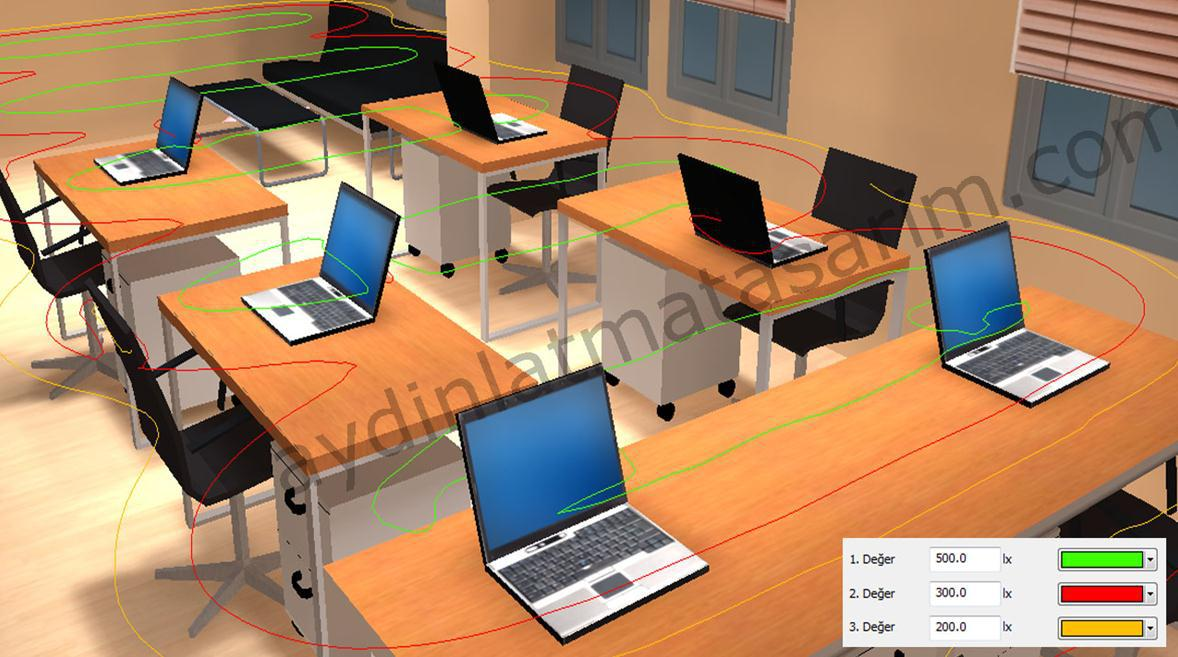 aydinlatmatasarim.com
1. Değer 500.0 lx
2. Değer 300.0 lx
3. Değer 200.0 lx